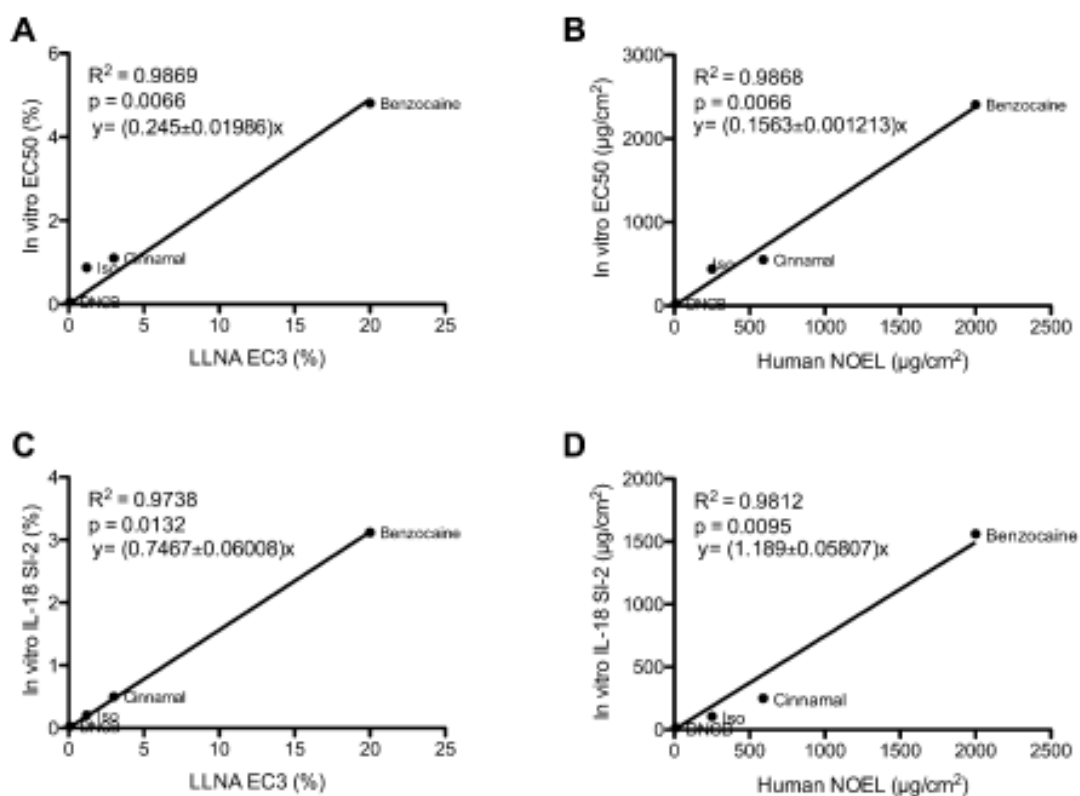 A
R² = 0.9869
p = 0.0066
y= (0.245±0.01986)x
In vitro EC50 (%)
6
4
2
0
Benzocaine
Cinnamal
Iso
DNCB
0 5 10 15 20 25
LLNA EC3 (%)
B
R² = 0.9868
p = 0.0066
y= (0.1563±0.001213)x
In vitro EC50 (µg/cm²)
3000
2000
1000
0
Benzocaine
Iso
Cinnamal
DNCB
0 500 1000 1500 2000 2500
Human NOEL (µg/cm²)
C
R² = 0.9738
p = 0.0132
y= (0.7467±0.06008)x
In vitro IL-18 SI-2 (%)
4
3
2
1
0
Benzocaine
Cinnamal
Iso
DNCB
0 5 10 15 20 25
LLNA EC3 (%)
D
R² = 0.9812
p = 0.0095
y= (1.189±0.05807)x
In vitro IL-18 SI-2 (µg/cm²)
2000
1500
1000
500
0
Benzocaine
Cinnamal
Iso
DNCB
0 500 1000 1500 2000 2500
Human NOEL (µg/cm²)